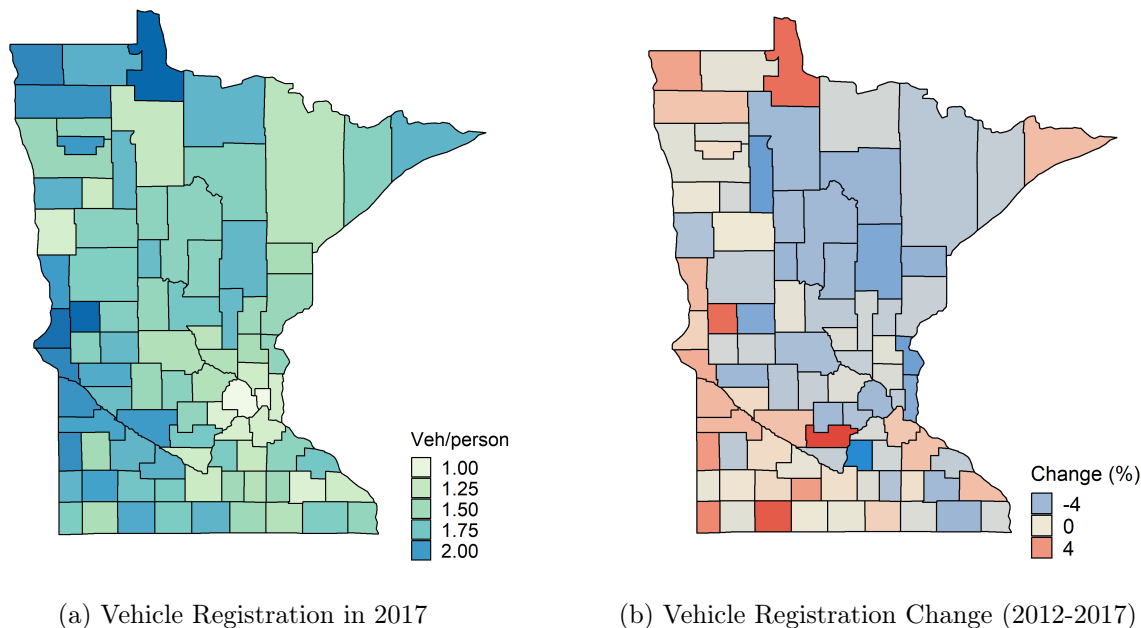 Veh/person
1.00
1.25
1.50
1.75
2.00
Change (%)
-4
0
4
(a) Vehicle Registration in 2017
(b) Vehicle Registration Change (2012-2017)